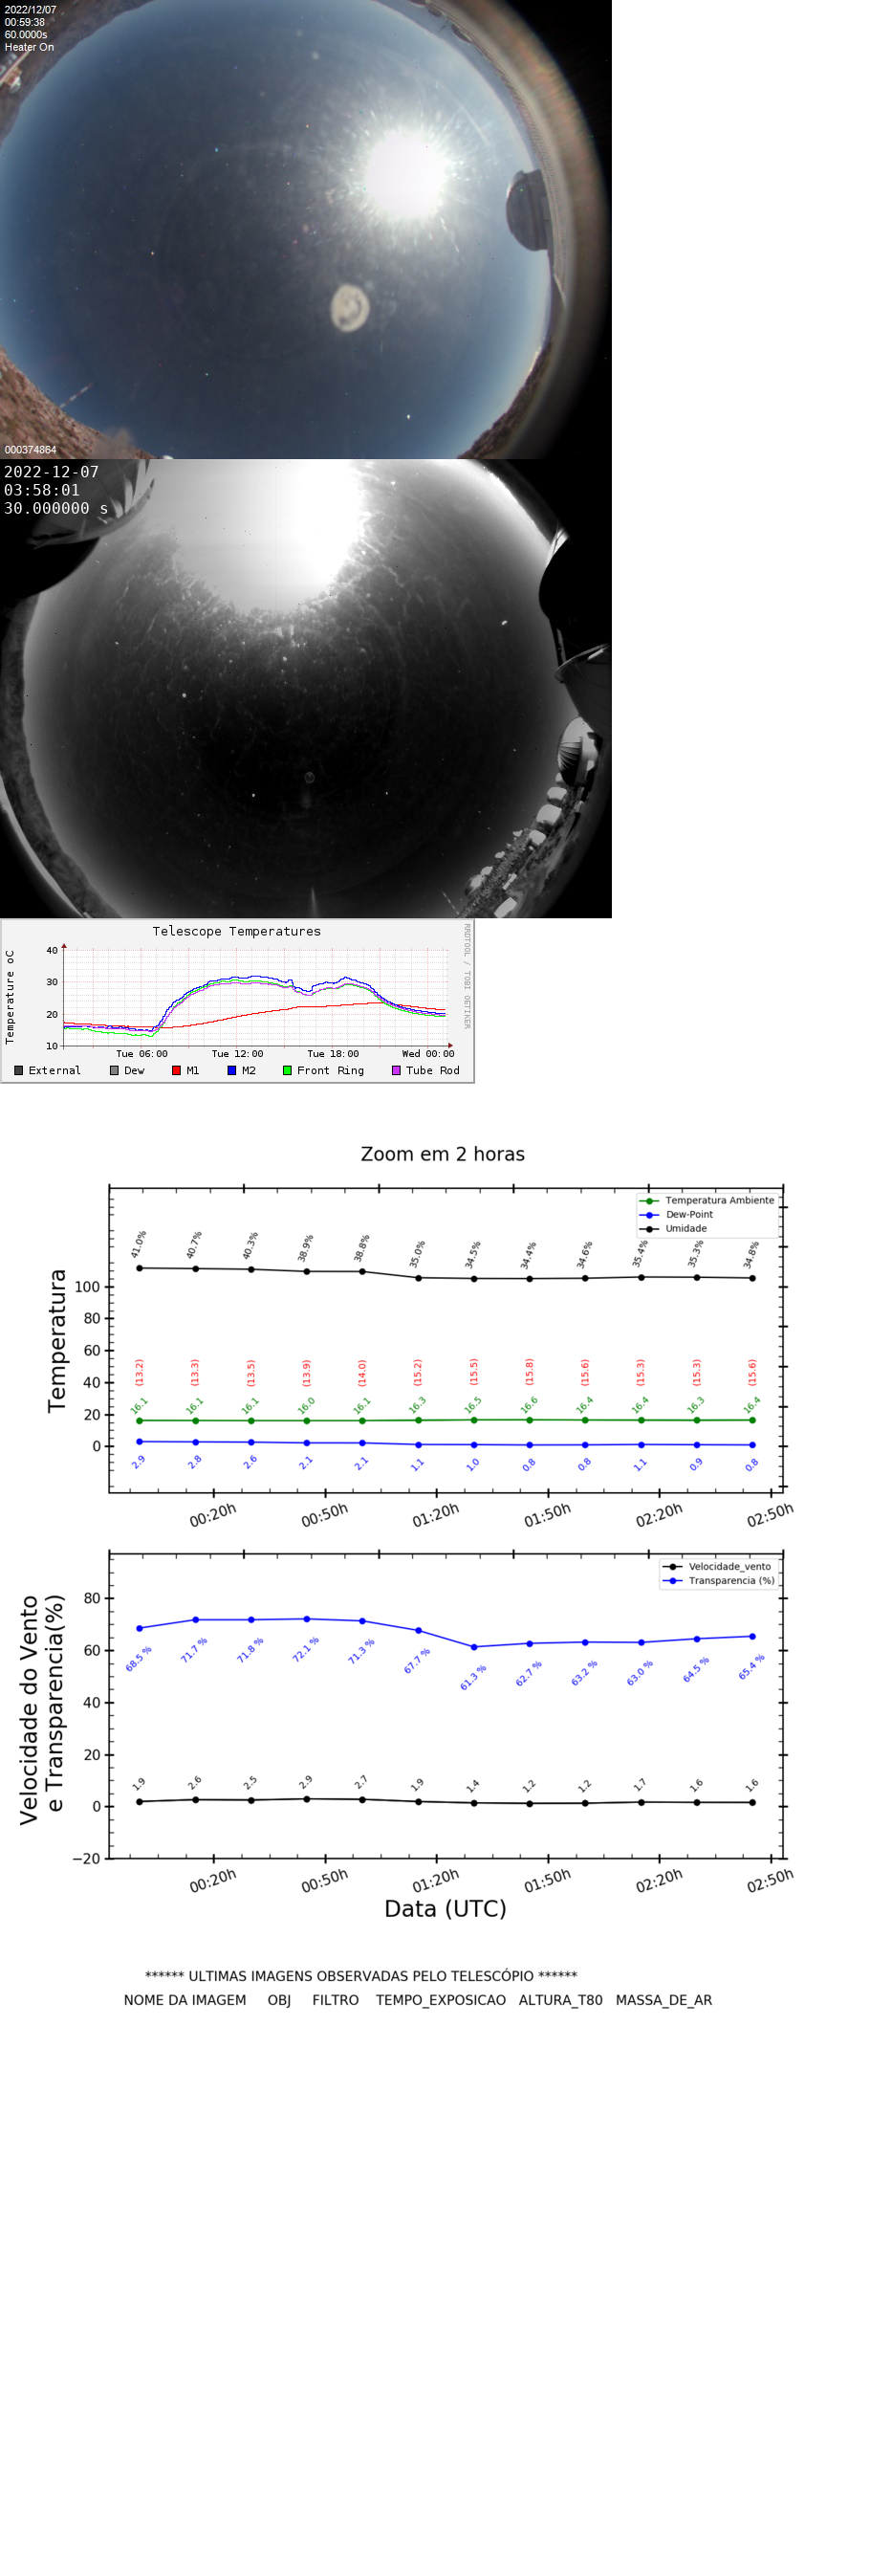 2022/12/07
00:59:38
60.0000s
Heater On
000374864
2022-12-07
03:58:01
30.000000 s
Telescope Temperatures
RRDTOOL / TOBI OETIKER
Temperature oC
40
30
20
10
Tue 06:00 Tue 12:00 Tue 18:00 Wed 00:00
External Dew M1 M2 Front Ring Tube Rod
Zoom em 2 horas
Temperatura Ambiente
Dew-Point
Umidade
Temperatura
41.0% 40.7% 40.3% 38.9% 38.8% 35.0% 34.5% 34.4% 34.6% 35.4% 35.3% 34.8%
100
80
60
40
20
0
(13.2) (13.3) (13.5) (13.9) (14.0) (15.2) (15.5) (15.8) (15.6) (15.3) (15.3) (15.6)
16.1 16.1 16.1 16.0 16.1 16.3 16.5 16.6 16.4 16.4 16.3 16.4
2.9 2.8 2.6 2.1 2.1 1.1 1.0 0.8 0.8 1.1 0.9 0.8
00:20h 00:50h 01:20h 01:50h 02:20h 02:50h
Velocidade_vento
Transparencia (%)
Velocidade do Vento
e Transparencia(%)
80
60
40
20
0
−20
68.5 % 71.7 % 71.8 % 72.1 % 71.3 % 67.7 % 61.3 % 62.7 % 63.2 % 63.0 % 64.5 % 65.4 %
1.9 2.6 2.5 2.9 2.7 1.9 1.4 1.2 1.2 1.7 1.6 1.6
00:20h 00:50h 01:20h 01:50h 02:20h 02:50h
Data (UTC)
****** ULTIMAS IMAGENS OBSERVADAS PELO TELESCÓPIO ******
NOME DA IMAGEM OBJ FILTRO TEMPO_EXPOSICAO ALTURA_T80 MASSA_DE_AR